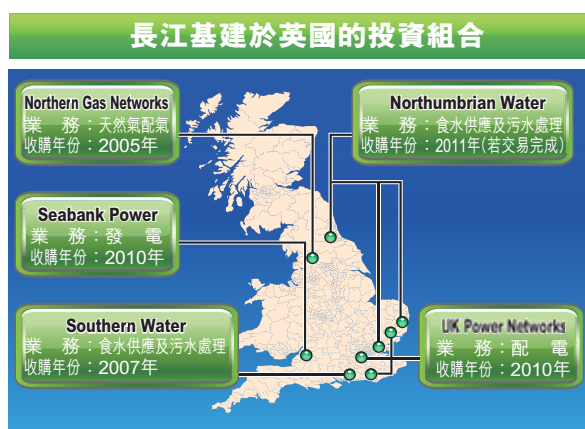 長江基建於英國的投資組合
Northern Gas Networks
業 務：天然氣配氣
收購年份：2005年
Northumbrian Water
業 務：食水供應及污水處理
收購年份：2011年(若交易完成)
Seabank Power
業 務：發 電
收購年份：2010年
Southern Water
業 務：食水供應及污水處理
收購年份：2007年
UK Power Networks
業 務：配 電
收購年份：2010年